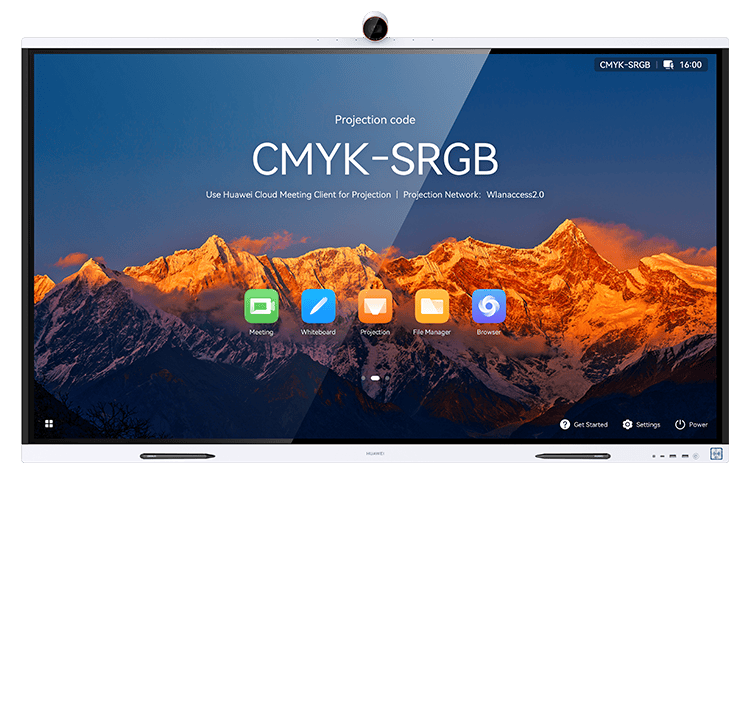 CMYK-SRGB | 16:00
Projection code
CMYK-SRGB
Use Huawei Cloud Meeting Client for Projection | Projection Network: Wlanaccess2.0
Meeting Whiteboard Projection File Manager Browser
? Get Started Settings Power
HUAWEI